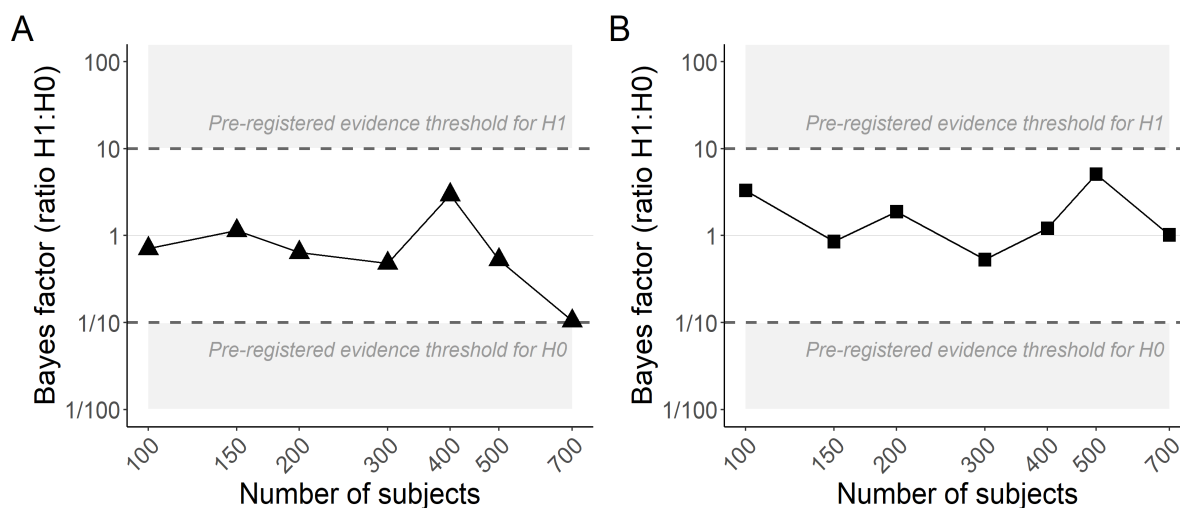 A
Bayes factor (ratio H1:H0)
100
10
1
1/10
1/100
Pre-registered evidence threshold for H1
Pre-registered evidence threshold for H0
100
150
200
300
400
500
700
Number of subjects
B
Bayes factor (ratio H1:H0)
100
10
1
1/10
1/100
Pre-registered evidence threshold for H1
Pre-registered evidence threshold for H0
100
150
200
300
400
500
700
Number of subjects